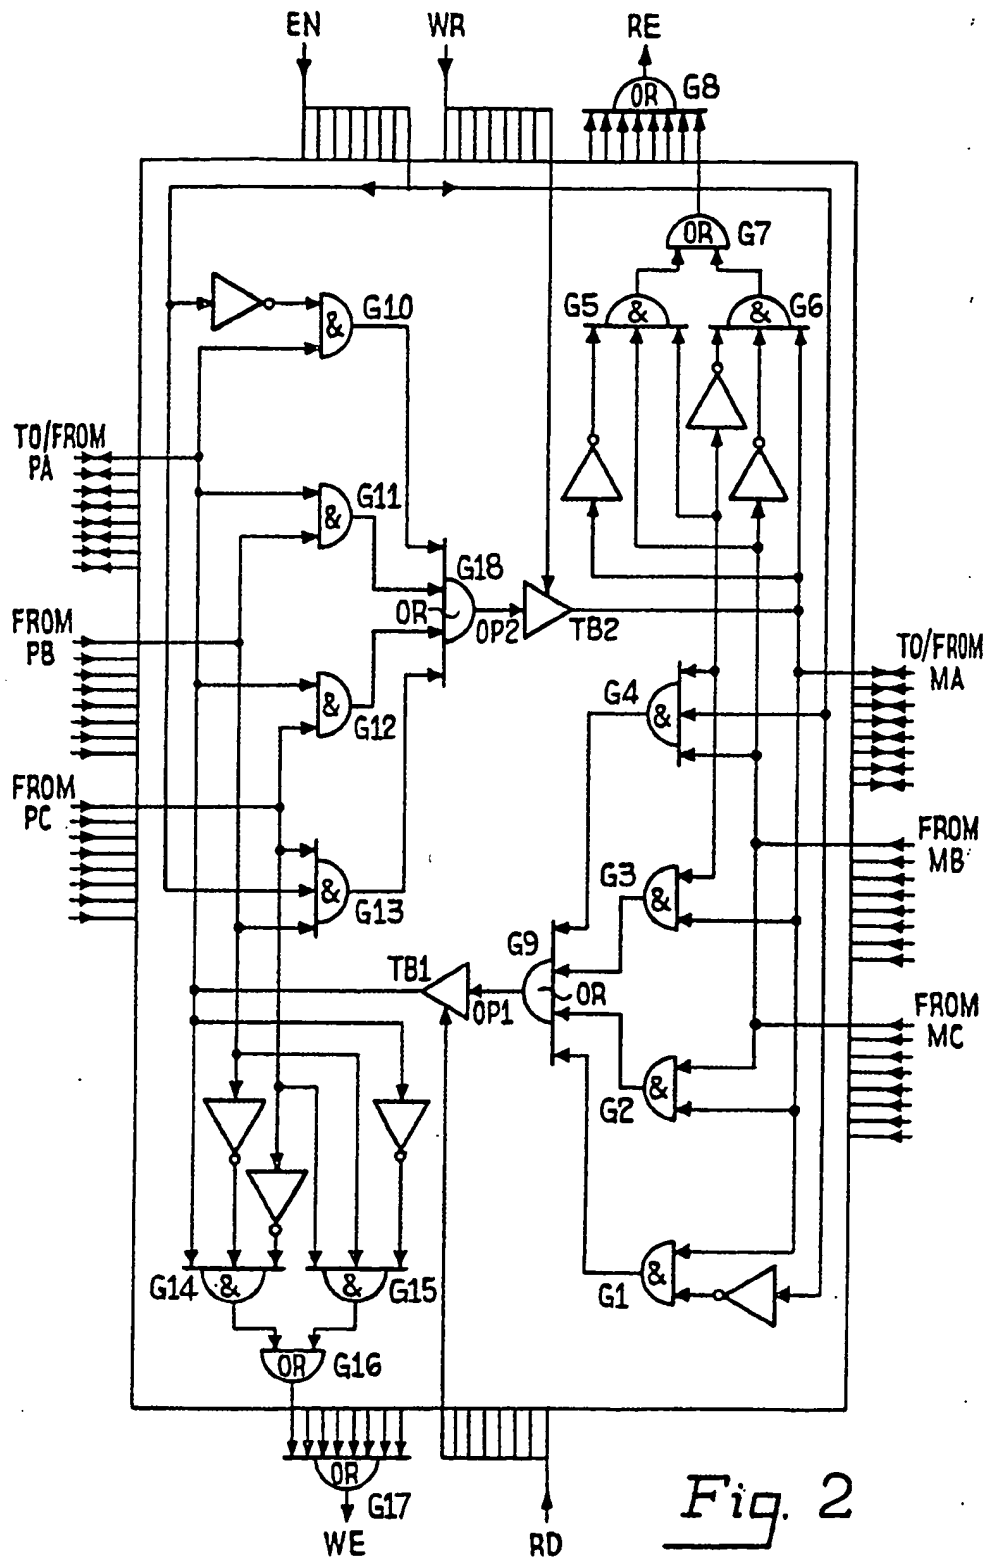 EN
WR
RE
OR
G8
OR
G7
G5
&
&
G6
G10
&
TO/FROM
PA
G11
&
G18
OR
OP2
TB2
FROM
PB
TO/FROM
MA
&
G12
G4
&
FROM
PC
FROM
MB
&
G13
G3
&
G9
TB1
OP1
OR
FROM
MC
&
G2
G14
&
&
G15
&
G1
OR
G16
OR
G17
WE
RD
Fig. 2